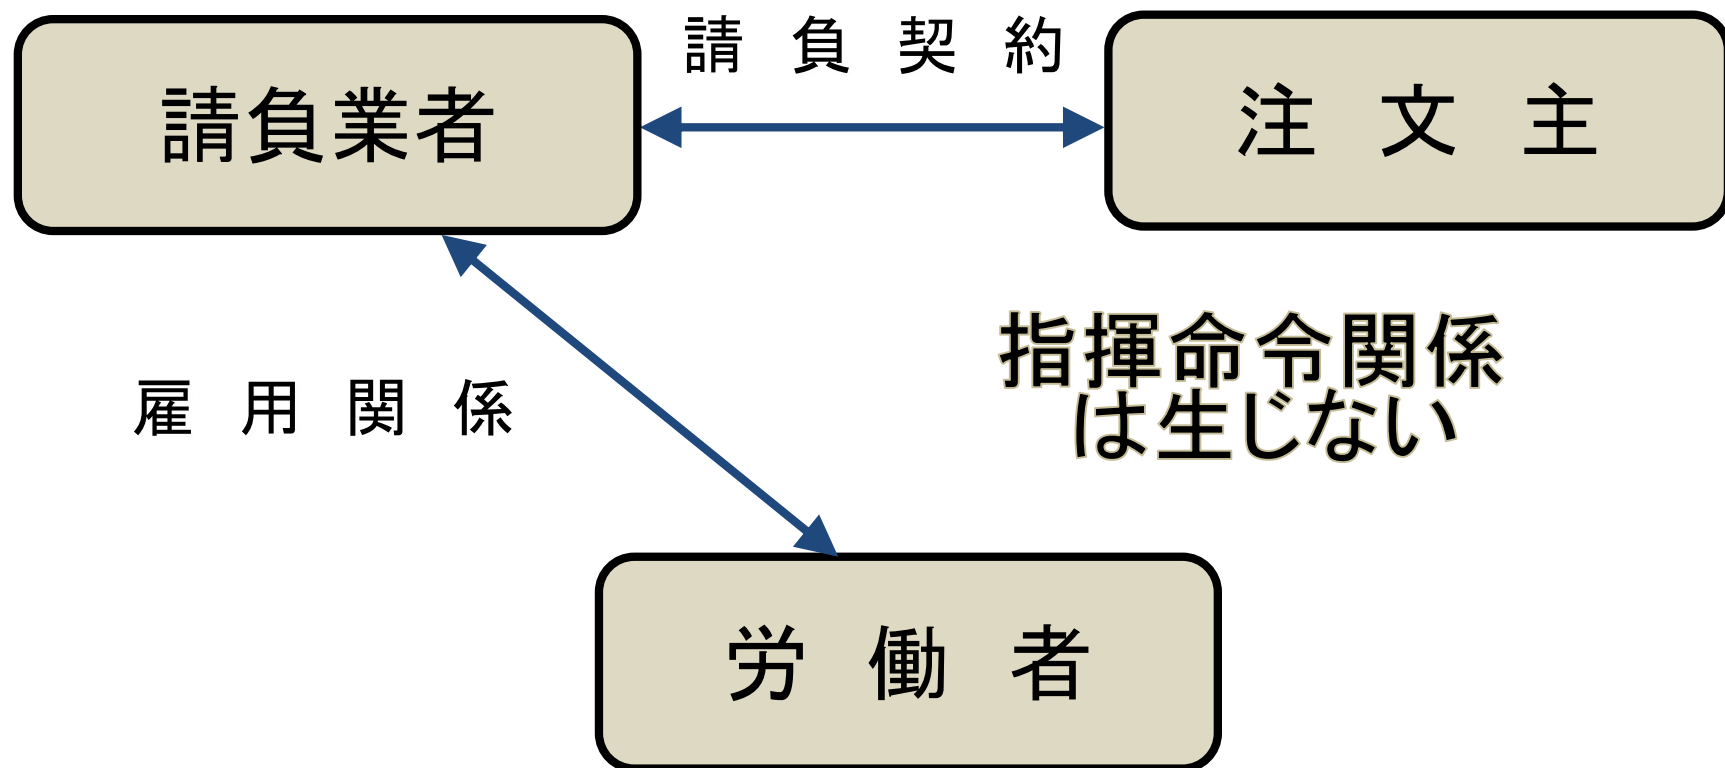 請負契約
請負業者
注文主
指揮命令関係
は生じない
雇用関係
労働者